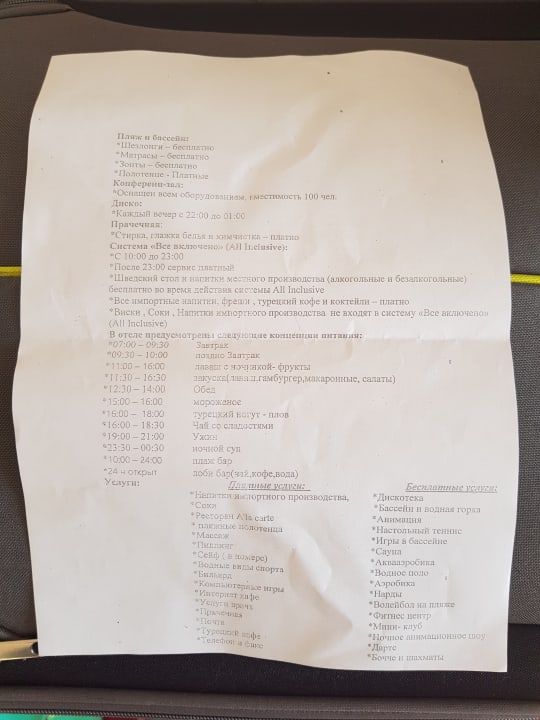 Пляж и бассейн:
*Шезлонги – бесплатно
*Матрасы – бесплатно
*Зонты – бесплатно
*Полотенце - Платные
Конференц-зал:
*Оснащен всем оборудованием, вместимость 100 чел.
Диско:
*Каждый вечер с 22:00 до 01:00
Прачечная:
*Стирка, глажка белья и химчистка – платно
Система «Все включено» (All Inclusive):
*С 10:00 до 23:00
*После 23:00 сервис платный
*Шведский стол и напитки местного производства (алкогольные и безалкогольные)
бесплатно во время действия системы All Inclusive
*Все импортные напитки, фреши , турецкий кофе и коктейли – платно
*Виски , Соки , Напитки импортного производства не входят в систему «Все включено»
(All Inclusive)
В отеле предусмотрены следующие концепции питания:
*07:00 – 09:30 Завтрак
*09:30 – 10:00 поздно Завтрак
*11:00 – 16:00 лаваш с начинкой- фрукты
*11:30 – 16:30 закуски(лаваш,гамбургер,макаронные, салаты)
*12:30 – 14:00 Обед
*15:00 – 16:00 мороженое
*16:00 – 18:00 турецкий ногут - плов
*16:00 – 18:30 Чай со сладостями
*19:00 – 21:00 Ужин
*23:30 – 00:30 ночной суп
*10:00 – 24:00 пляж бар
*24 ч открыт лоби бар(чай,кофе,вода)
Услуги: Платные услуги:
*Напитки импортного производства,
*Соки
*Ресторан A'la carte
* пляжные полотенца
*Массаж
*Пиллинг
*Сейф ( в номере)
*Водные виды спорта
*Бильярд
*Компьютерные игры
*Интернет кафе
*Услуги врача
*Прачечная
*Почта
*Турецкий кофе
*Телефон и факс
Бесплатные услуги:
*Дискотека
*Бассейн и водная горка
*Анимация
*Настольный теннис
*Игры в бассейне
*Сауна
*Аквааэробика
*Водное поло
*Аэробика
*Нарды
*Волейбол на пляже
*Фитнес центр
*Мини- клуб
*Ночное анимационное шоу
*Дартс
*Бочче и шахматы